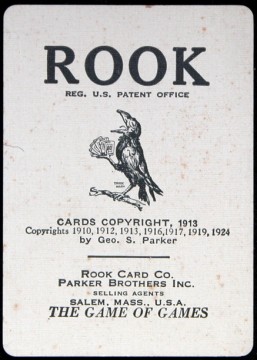 ROOK
REG. U.S. PATENT OFFICE
CARDS COPYRIGHT, 1913
Copyrights 1910, 1912, 1913, 1916, 1917, 1919, 1924
by Geo. S. Parker
ROOK CARD CO.
PARKER BROTHERS INC.
SELLING AGENTS
SALEM, MASS., U.S.A.
THE GAME OF GAMES